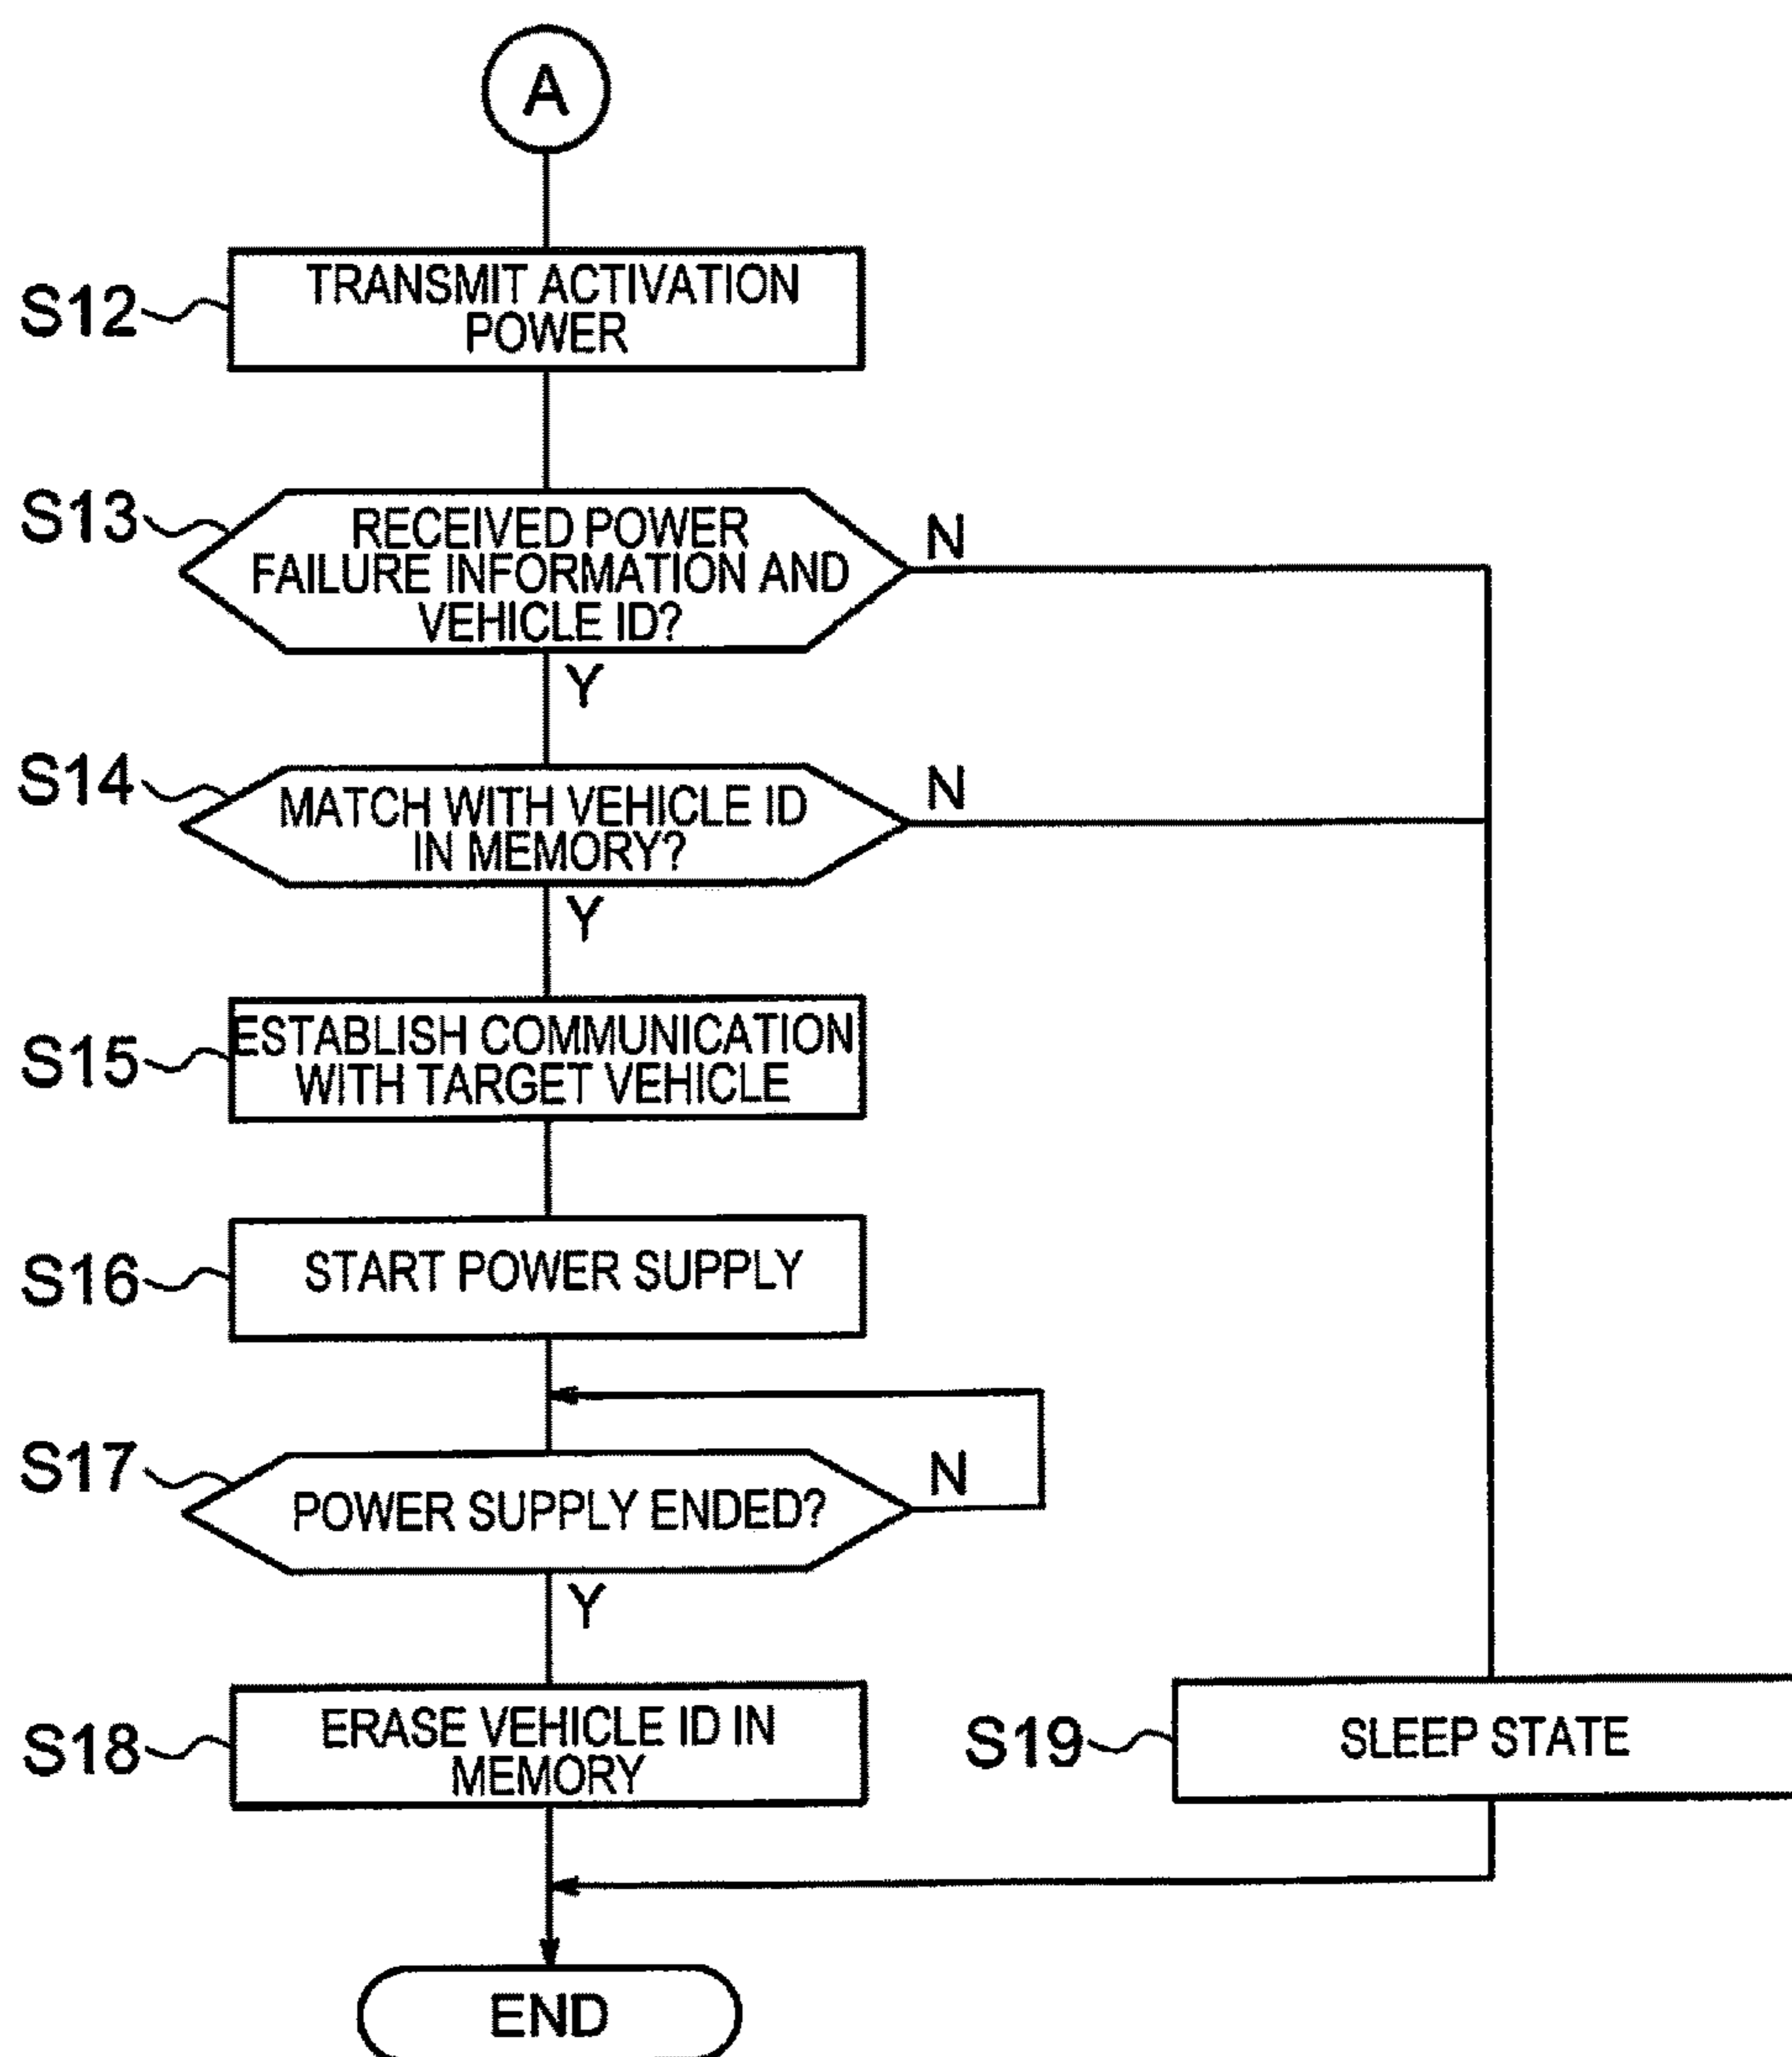 A
S12
TRANSMIT ACTIVATION
POWER
S13
RECEIVED POWER
FAILURE INFORMATION AND
VEHICLE ID?
N
Y
S14
MATCH WITH VEHICLE ID
IN MEMORY?
N
Y
S15
ESTABLISH COMMUNICATION
WITH TARGET VEHICLE
S16
START POWER SUPPLY
S17
POWER SUPPLY ENDED?
N
Y
S18
ERASE VEHICLE ID IN
MEMORY
S19
SLEEP STATE
END